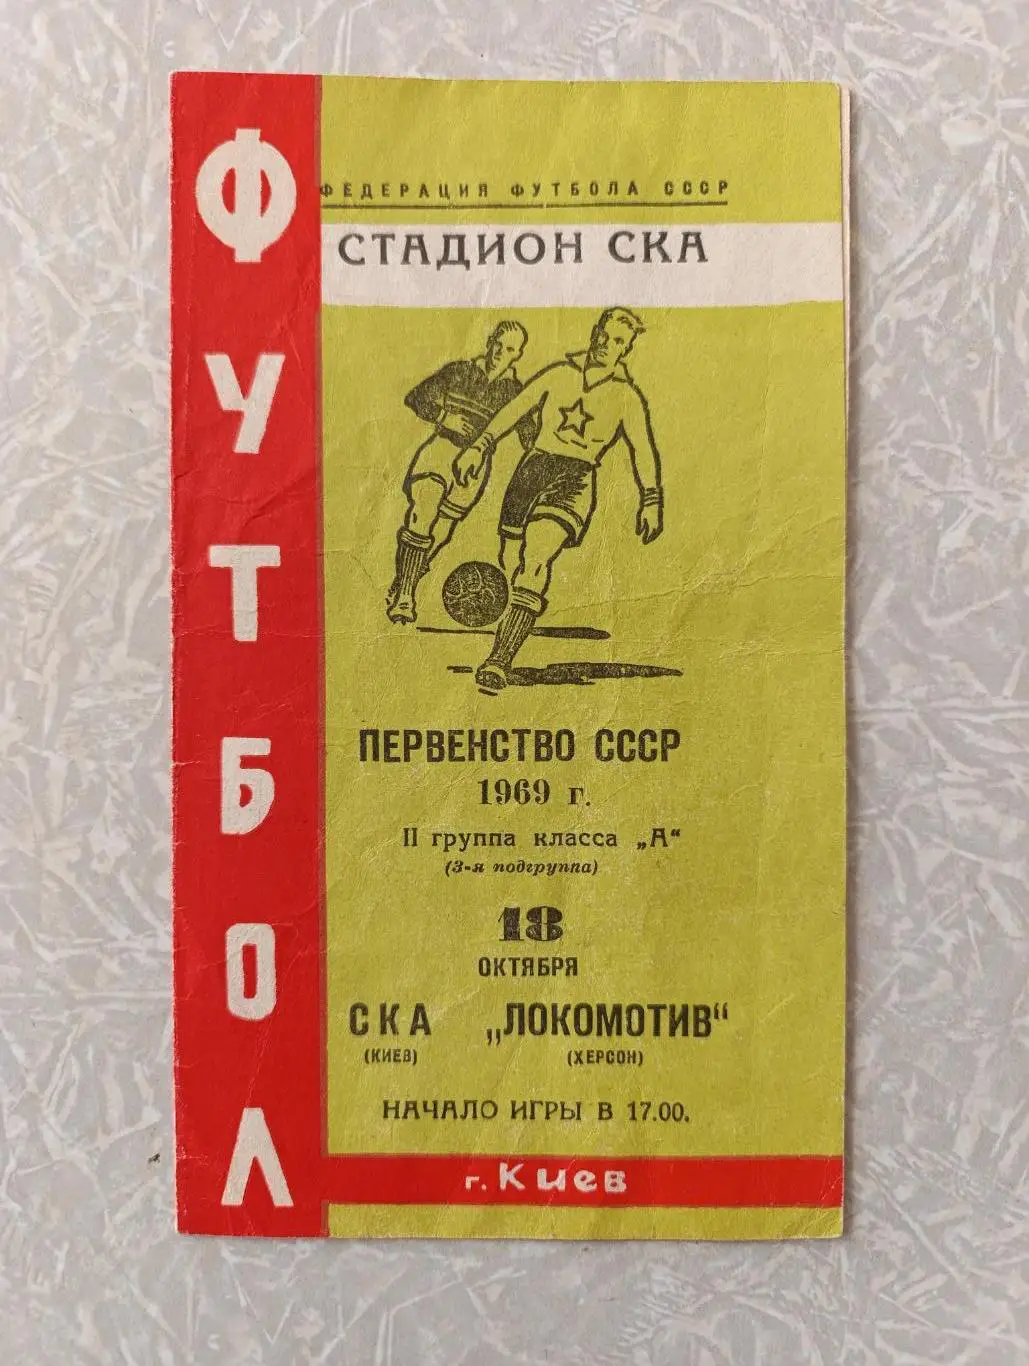 ФУТБОЛ
ФЕДЕРАЦИЯ ФУТБОЛА СССР
СТАДИОН СКА
ПЕРВЕНСТВО СССР
1969 г.
II группа класса „А“
(3-я подгруппа)
18
ОКТЯБРЯ
СКА „ЛОКОМОТИВ“
(КИЕВ) (ХЕРСОН)
НАЧАЛО ИГРЫ В 17.00.
г. Киев